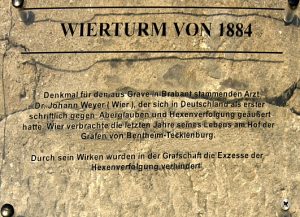 WIERTURM VON 1884
Denkmal für den aus Grave in Brabant stammenden Arzt
Dr. Johann Weyer ( Wier ), der sich in Deutschland als erster
schriftlich gegen Aberglauben und Hexenverfolgung geäußert
hatte. Wier verbrachte die letzten Jahre seines Lebens am Hof der
Grafen von Bentheim-Tecklenburg.
Durch sein Wirken wurden in der Grafschaft die Exzesse der
Hexenverfolgung verhindert.